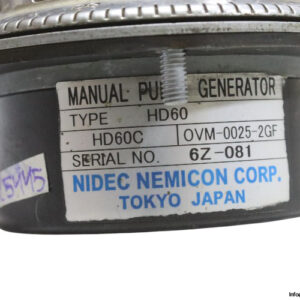 MANUAL PU GENERATOR
TYPE HD60
HD60C OVM-0025-2GF
SERIAL NO. 6Z-081
NIDEC NEMICON CORP.
TOKYO JAPAN